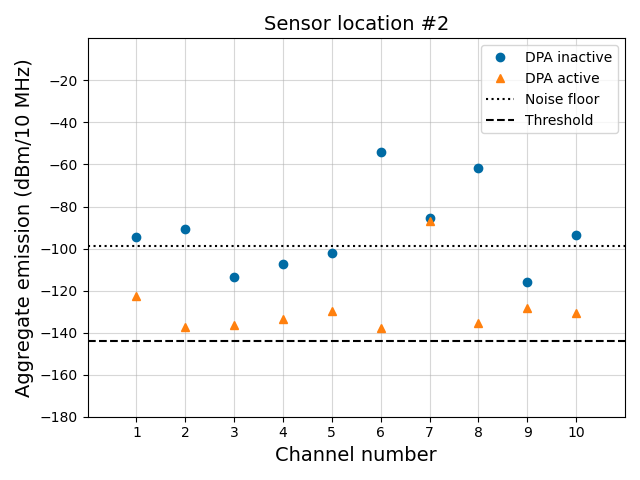 Sensor location #2
DPA inactive
DPA active
Noise floor
Threshold
Aggregate emission (dBm/10 MHz)
−20
−40
−60
−80
−100
−120
−140
−160
−180
1 2 3 4 5 6 7 8 9 10
Channel number